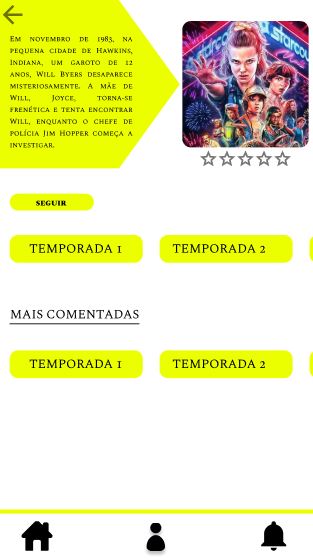 Em novembro de 1983, na
pequena cidade de Hawkins,
Indiana, um garoto de 12
anos, Will Byers desaparece
misteriosamente. A mãe de
Will, Joyce, torna-se
frenética e tenta encontrar
Will, enquanto o chefe de
polícia Jim Hopper começa a
investigar.
SEGUIR
TEMPORADA 1
TEMPORADA 2
MAIS COMENTADAS
TEMPORADA 1
TEMPORADA 2